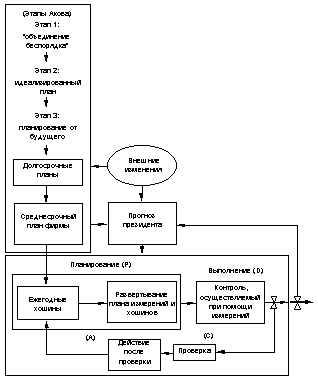 (Этапы Акова)
Этап 1:
"объединение
беспорядка"
Этап 2:
идеализированный
план
Этап 3:
планирование от
будущего
Долгосрочные
планы
Внешние
изменения
Среднесрочный
план фирмы
Прогноз
президента
Планирование (P)
Выполнение (D)
Ежегодные
хошины
Развертывание
плана измерений и
хошинов
Контроль,
осуществляемый
при помощи
измерений
(A)
(C)
Действие
после
проверки
Проверка